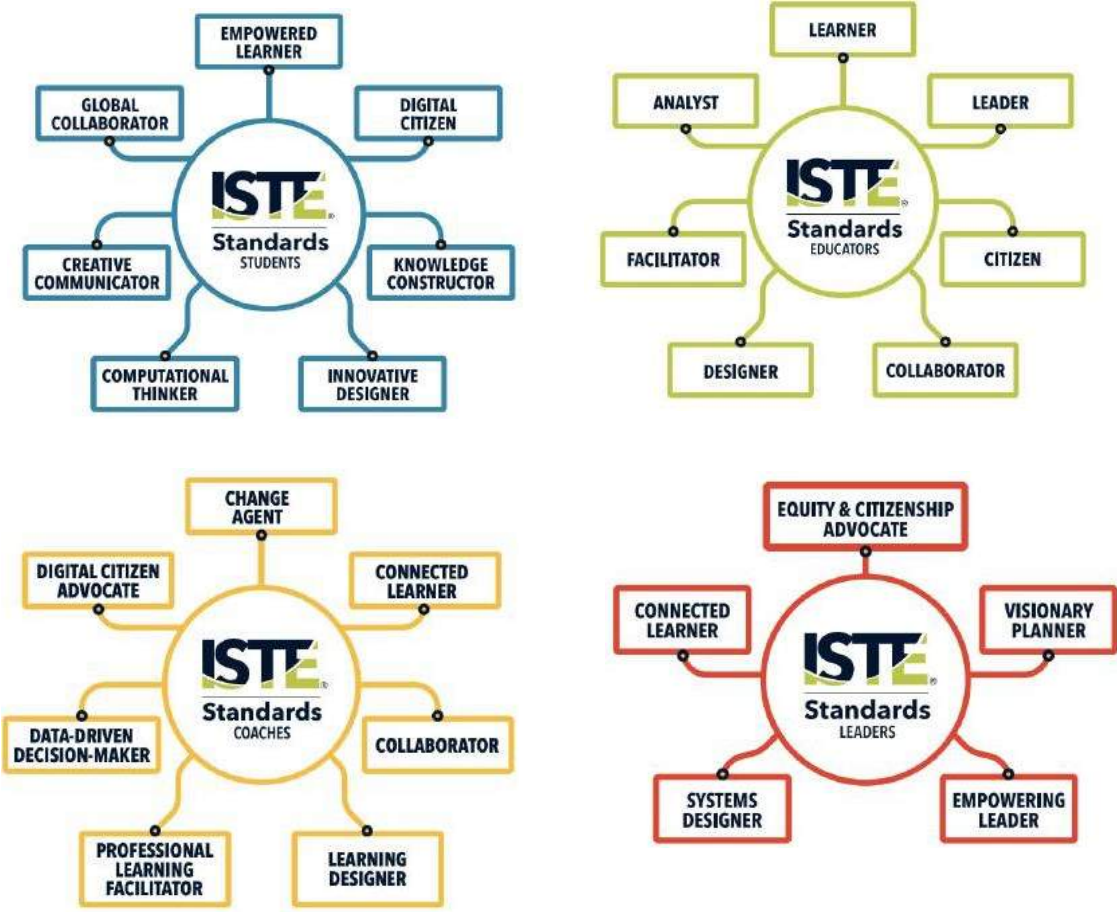 EMPOWERED
LEARNER
GLOBAL
COLLABORATOR
DIGITAL
CITIZEN
ISTE®
Standards
STUDENTS
CREATIVE
COMMUNICATOR
KNOWLEDGE
CONSTRUCTOR
COMPUTATIONAL
THINKER
INNOVATIVE
DESIGNER
LEARNER
ANALYST
LEADER
ISTE®
Standards
EDUCATORS
FACILITATOR
CITIZEN
DESIGNER
COLLABORATOR
CHANGE
AGENT
DIGITAL CITIZEN
ADVOCATE
CONNECTED
LEARNER
ISTE®
Standards
COACHES
DATA-DRIVEN
DECISION-MAKER
COLLABORATOR
PROFESSIONAL
LEARNING
FACILITATOR
LEARNING
DESIGNER
EQUITY & CITIZENSHIP
ADVOCATE
CONNECTED
LEARNER
VISIONARY
PLANNER
ISTE®
Standards
LEADERS
SYSTEMS
DESIGNER
EMPOWERING
LEADER